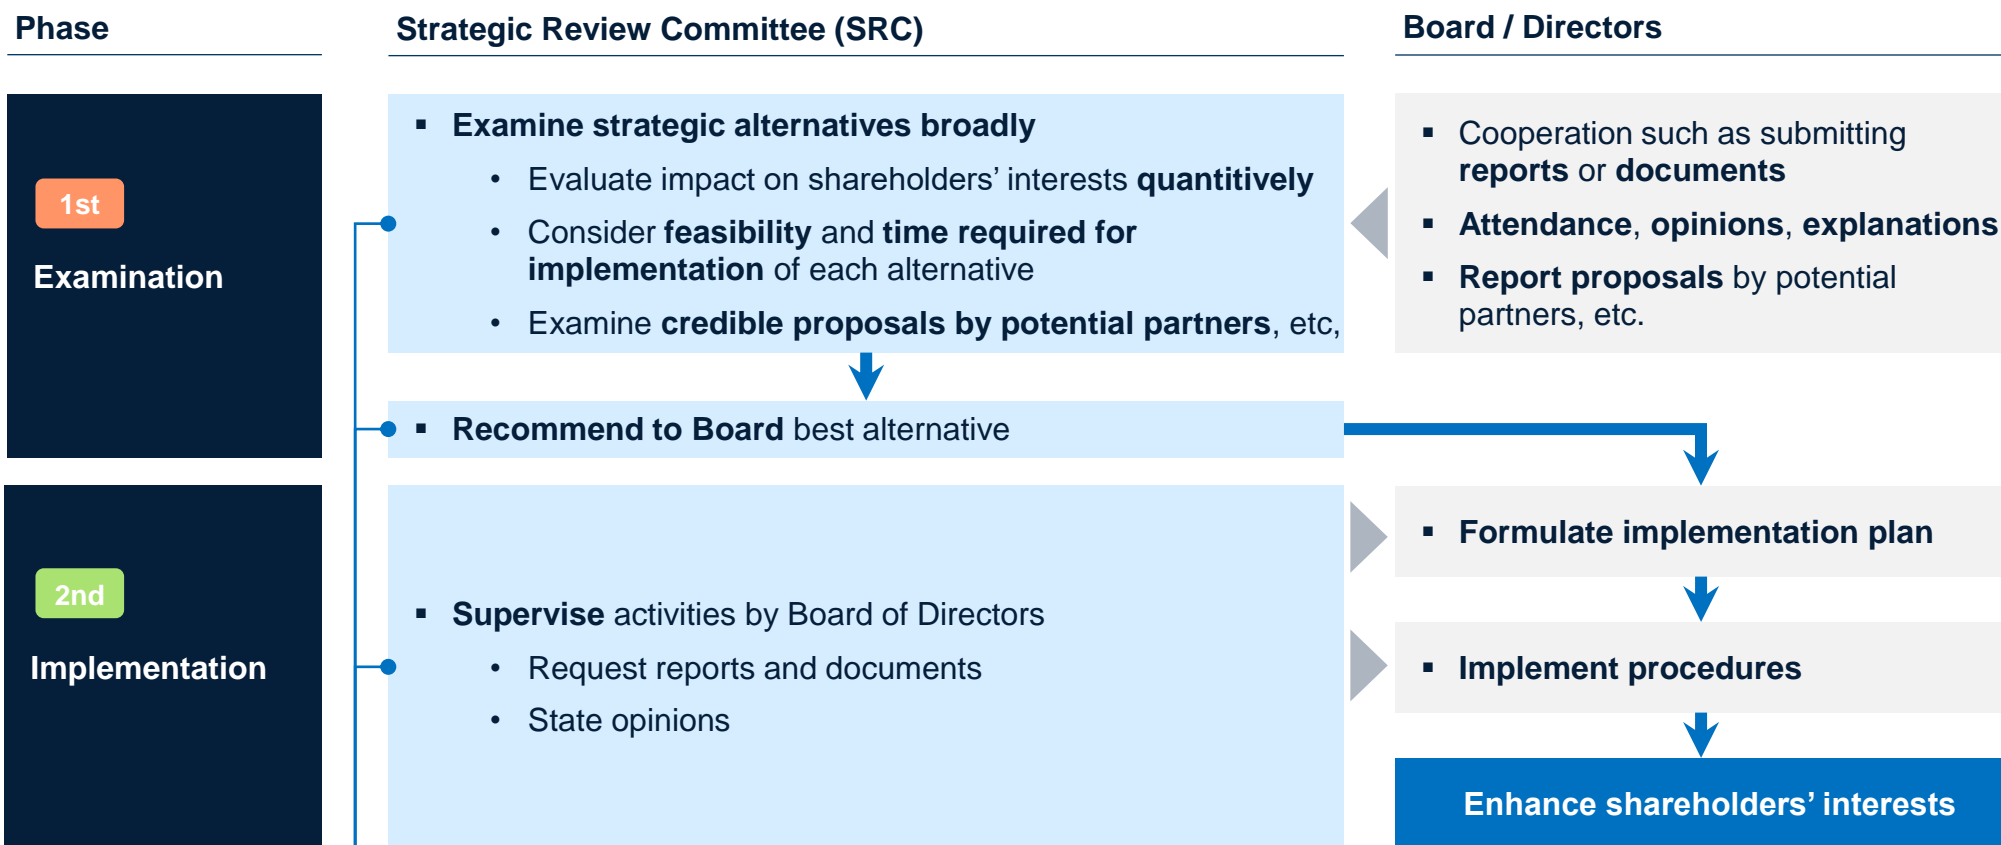 Phase
Strategic Review Committee (SRC)
Board / Directors
1st
Examination
▪ Examine strategic alternatives broadly
• Evaluate impact on shareholders’ interests quantitively
• Consider feasibility and time required for
implementation of each alternative
• Examine credible proposals by potential partners, etc,
▪ Cooperation such as submitting
reports or documents
▪ Attendance, opinions, explanations
▪ Report proposals by potential
partners, etc.
▪ Recommend to Board best alternative
2nd
Implementation
▪ Supervise activities by Board of Directors
• Request reports and documents
• State opinions
▪ Formulate implementation plan
▪ Implement procedures
Enhance shareholders’ interests